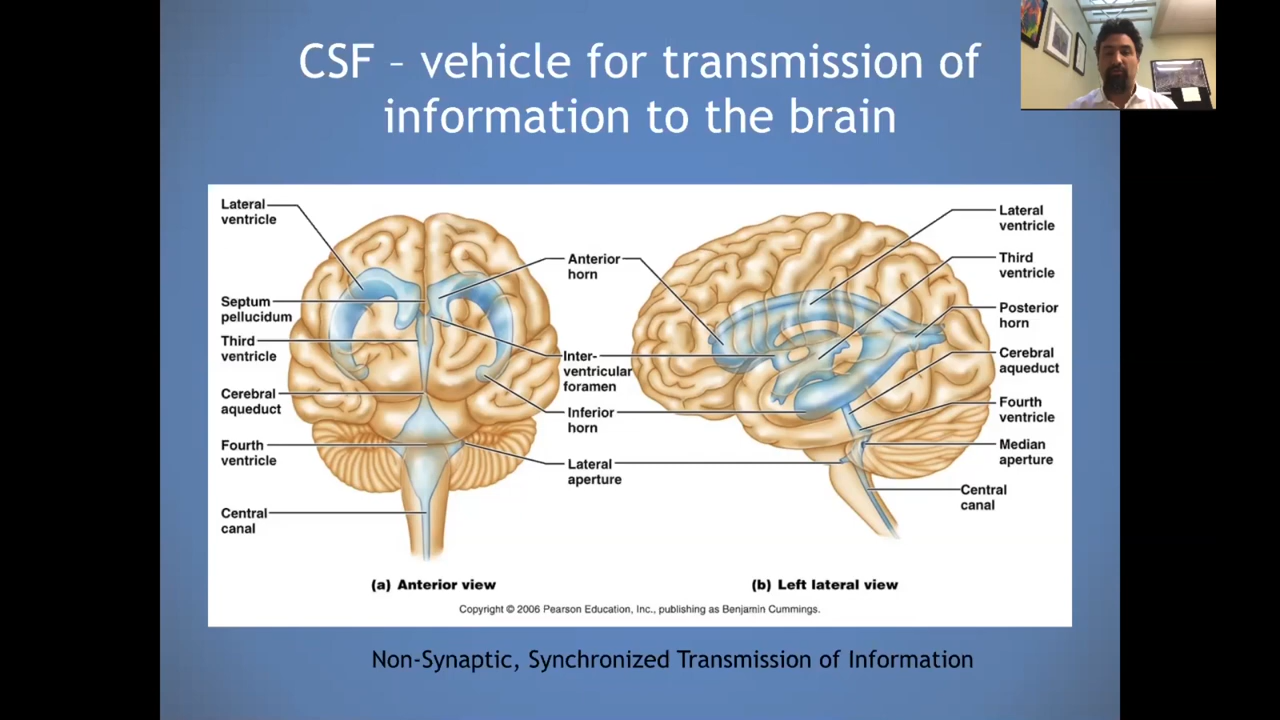 CSF – vehicle for transmission of
information to the brain
Lateral
ventricle
Septum
pellucidum
Third
ventricle
Cerebral
aqueduct
Fourth
ventricle
Central
canal
Anterior
horn
Inter-
ventricular
foramen
Inferior
horn
Lateral
aperture
Lateral
ventricle
Third
ventricle
Posterior
horn
Cerebral
aqueduct
Fourth
ventricle
Median
aperture
Central
canal
(a) Anterior view
(b) Left lateral view
Copyright © 2006 Pearson Education, Inc., publishing as Benjamin Cummings.
Non-Synaptic, Synchronized Transmission of Information